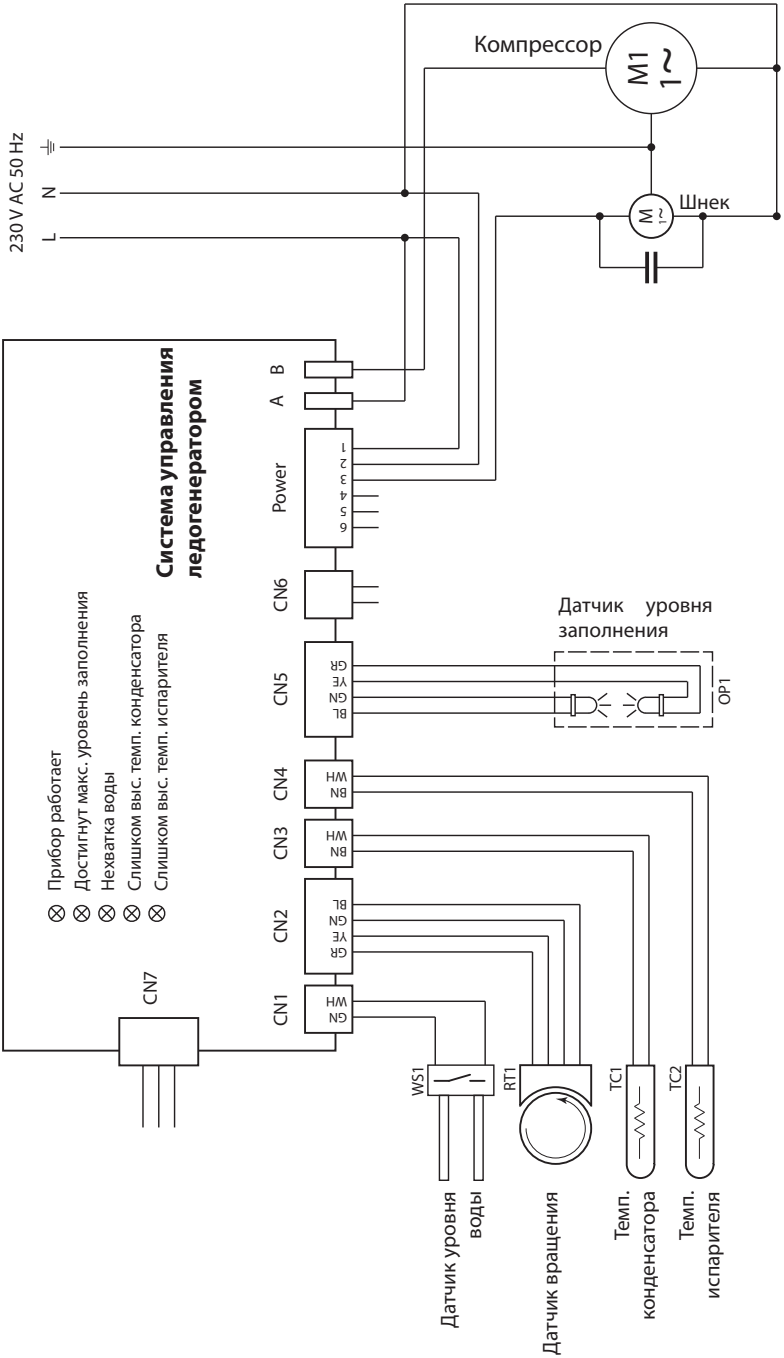 230 V AC 50 Hz
L
N
Компрессор
M1
1~
Шнек
M
1~
Система управления
ледогенератором
Прибор работает
Достигнут макс. уровень заполнения
Нехватка воды
Слишком выс. темп. конденсатора
Слишком выс. темп. испарителя
CN7
CN1
CN2
CN3
CN4
CN5
CN6
Power
A
B
GN
WH
GR
YE
GN
BL
BN
WH
BN
WH
BL
GN
YE
GR
6
5
4
3
2
1
WS1
RT1
TC1
TC2
OP1
Датчик уровня
заполнения
Датчик уровня
воды
Датчик вращения
Темп.
конденсатора
Темп.
испарителя